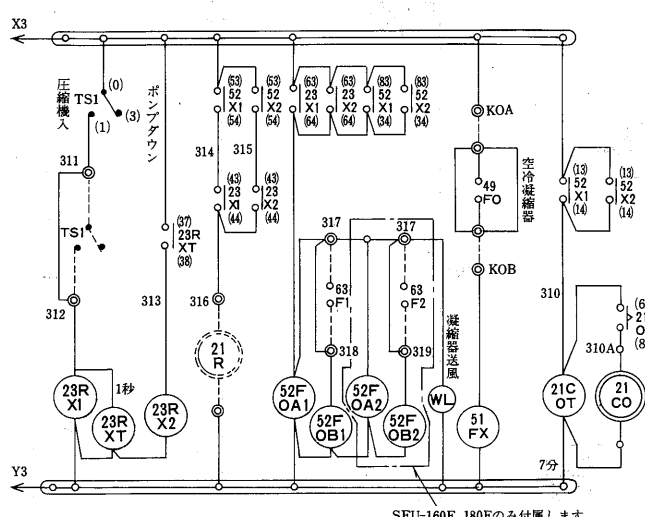 X3
圧縮機入
TS1
(0)
(3)
(1)
ポンプダウン
311
TS1
312
23R
X1
1秒
23R
XT
(37)
23R
XT
(38)
313
23R
X2
(53)
52
X1
(54)
(53)
52
X2
(54)
314
315
(43)
23
X1
(44)
(43)
23
X2
(44)
316
21
R
(63)
23
X1
(64)
(63)
23
X2
(64)
(83)
52
X1
(34)
(83)
52
X2
(34)
317
317
63
F1
63
F2
318
319
凝縮器送風
52F
OA1
52F
OB1
52F
OA2
52F
OB2
WL
KOA
49
FO
空冷凝縮器
KOB
51
FX
(13)
52
X1
(14)
(13)
52
X2
(14)
310
310A
(6
21
O
(8
21C
OT
21
CO
7分
Y3
SEU-160F, 180Fのみ付属します